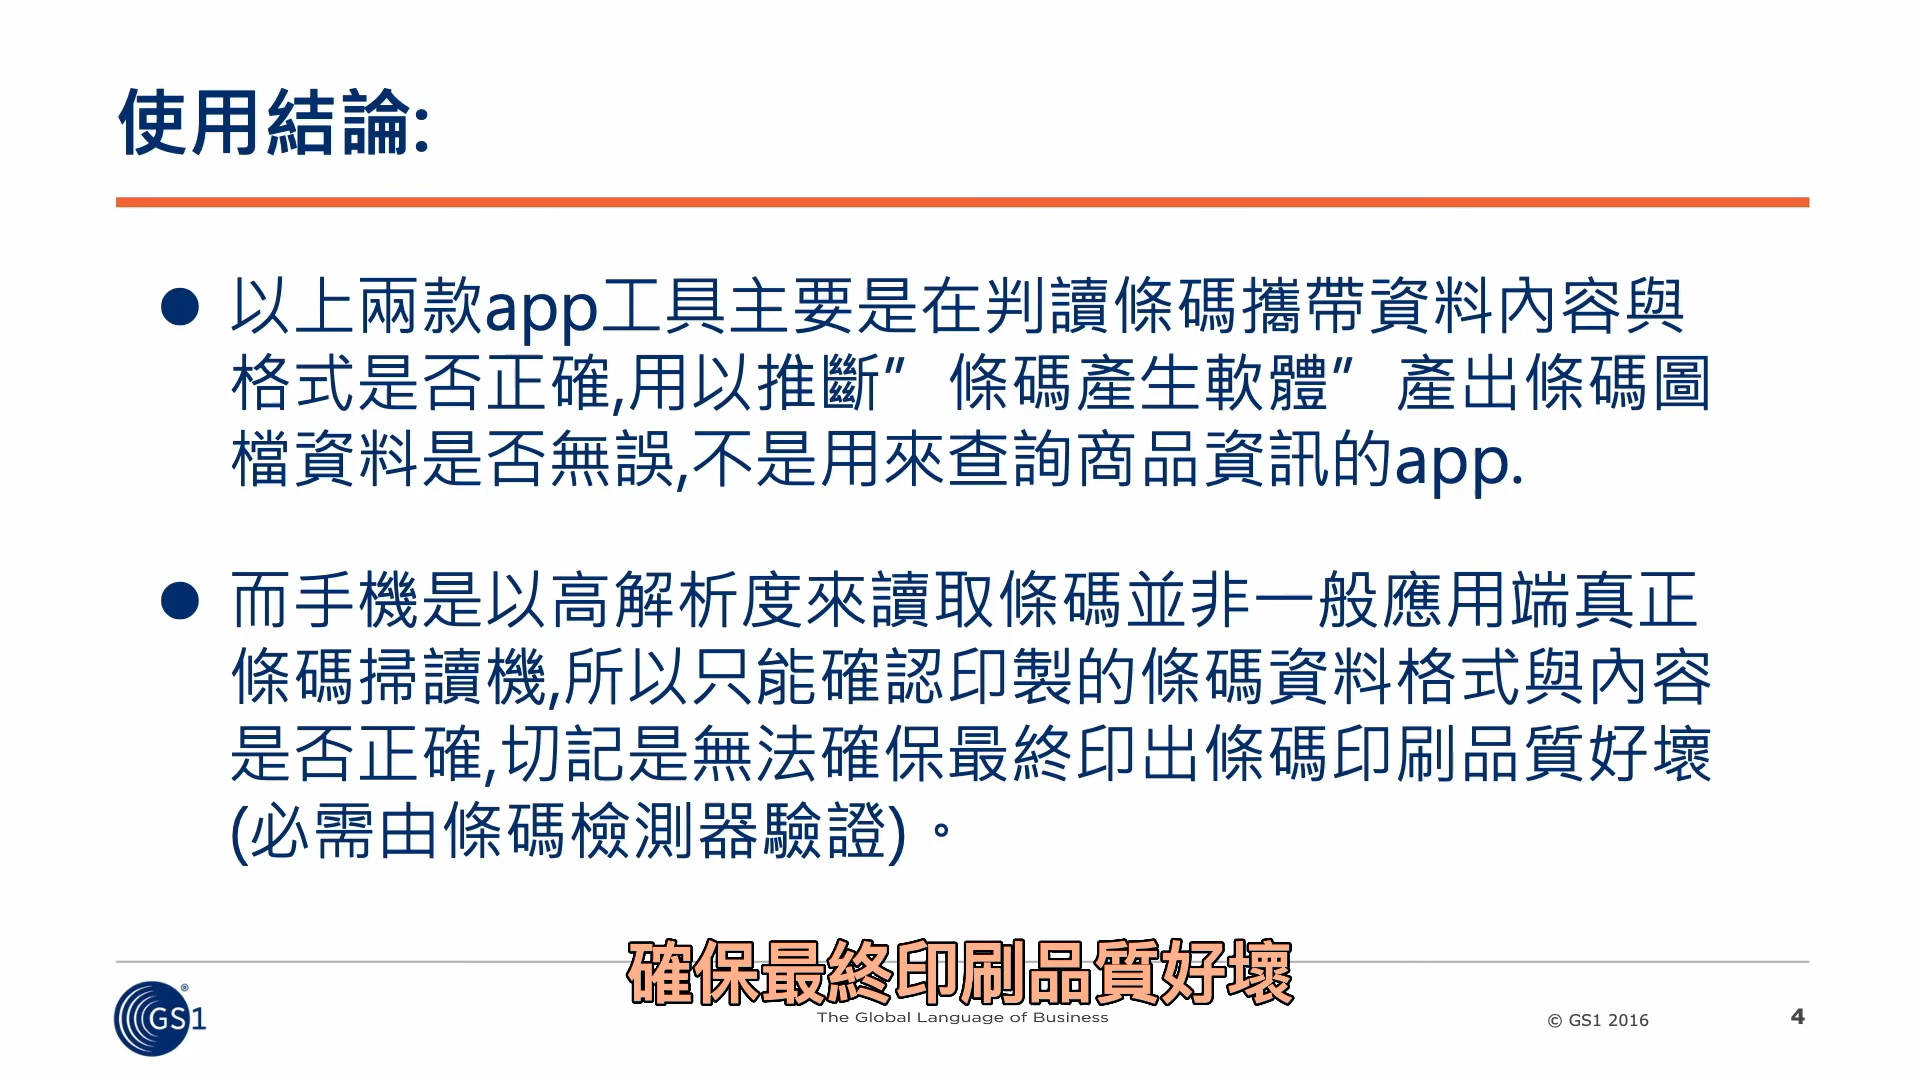 使用結論:
以上兩款app工具主要是在判讀條碼攜帶資料內容與
格式是否正確,用以推斷”條碼產生軟體”產出條碼圖
檔資料是否無誤,不是用來查詢商品資訊的app.
而手機是以高解析度來讀取條碼並非一般應用端真正
條碼掃讀機,所以只能確認印製的條碼資料格式與內容
是否正確,切記是無法確保最終印出條碼印刷品質好壞
(必需由條碼檢測器驗證)。
確保最終印刷品質好壞
GS1®
The Global Language of Business
© GS1 2016
4